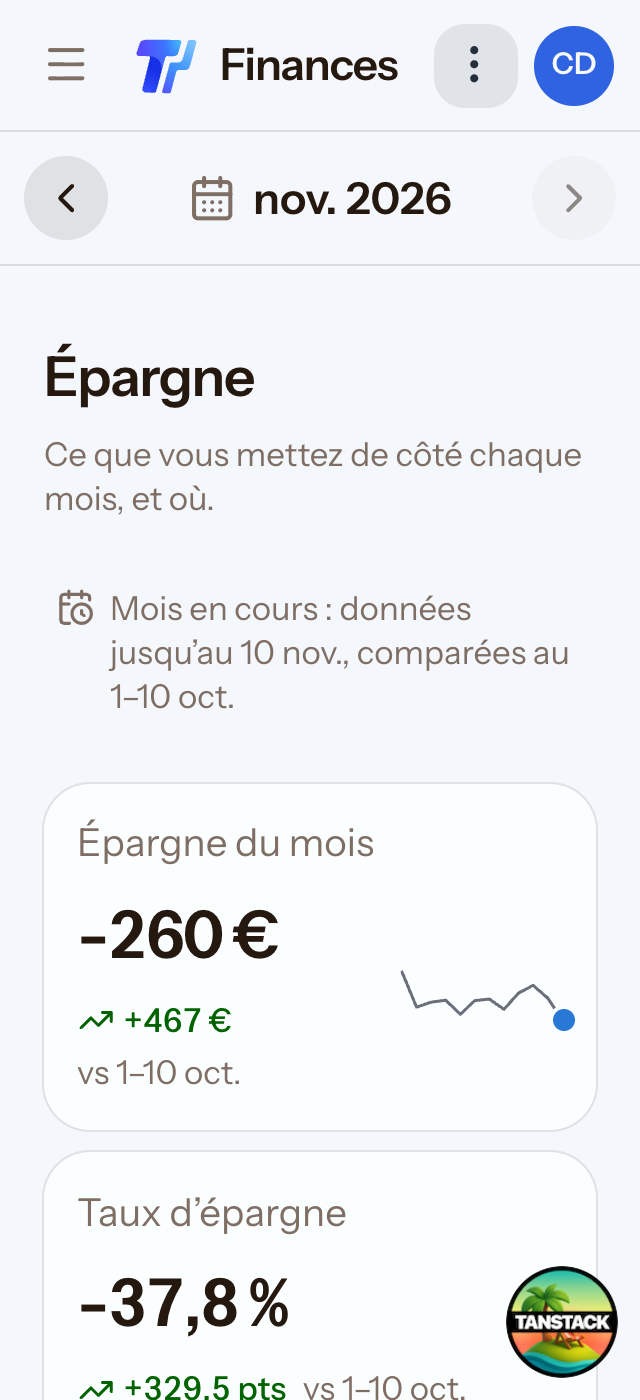 Finances
CD
nov. 2026
Épargne
Ce que vous mettez de côté chaque
mois, et où.
Mois en cours : données
jusqu’au 10 nov., comparées au
1–10 oct.
Épargne du mois
−260 €
+467 €
vs 1–10 oct.
Taux d’épargne
−37,8 %
TANSTACK
+329,5 pts vs 1–10 oct.